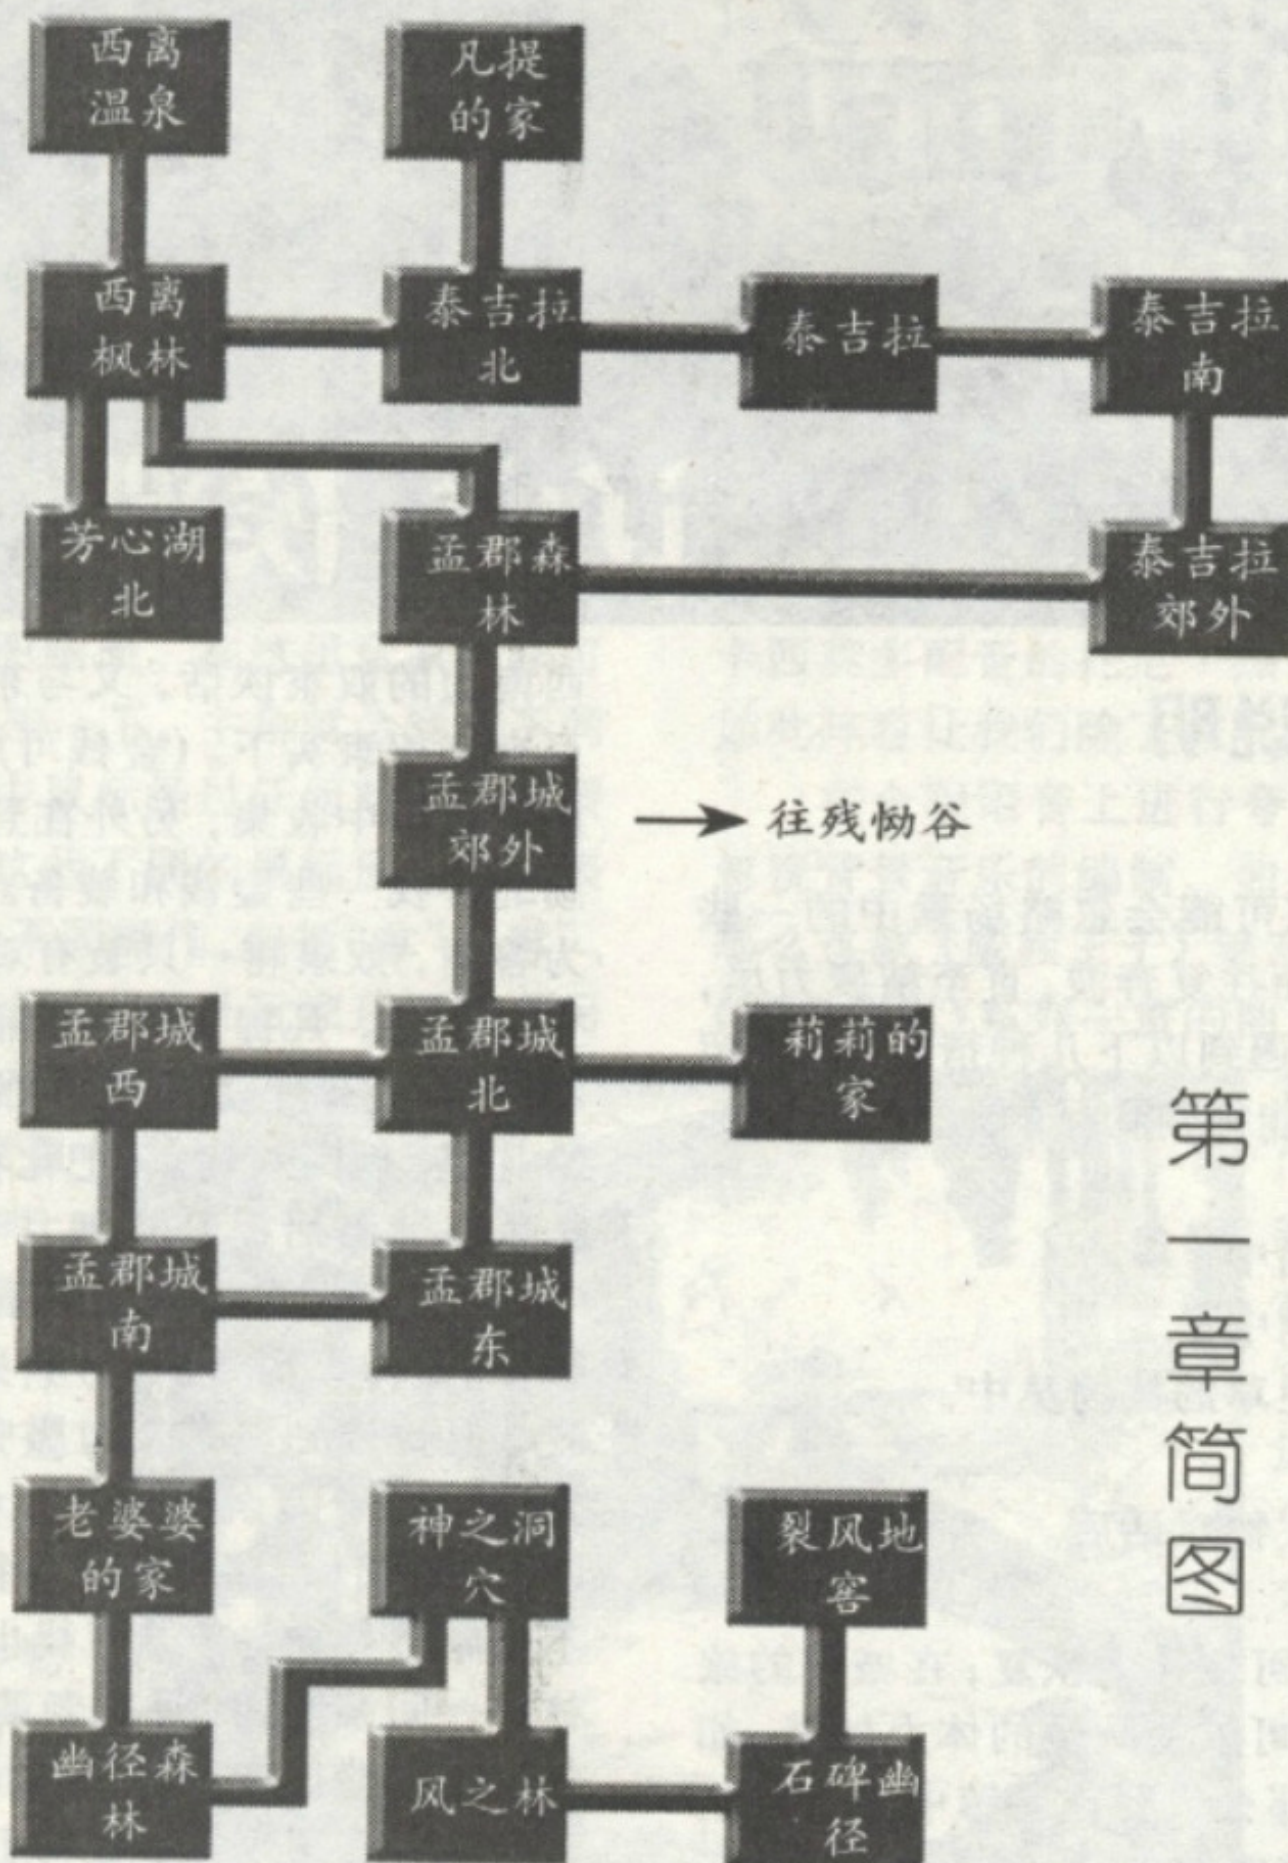 西离
温泉
凡提
的家
西离
枫林
泰吉拉
北
泰吉拉
泰吉拉
南
芳心湖
北
孟郡森
林
泰吉拉
郊外
孟郡城
郊外
往残恸谷
孟郡城
西
孟郡城
北
莉莉的
家
孟郡城
南
孟郡城
东
老婆婆
的家
神之洞
穴
裂风地
窖
幽径森
林
风之林
石碑幽
径
第一章简图